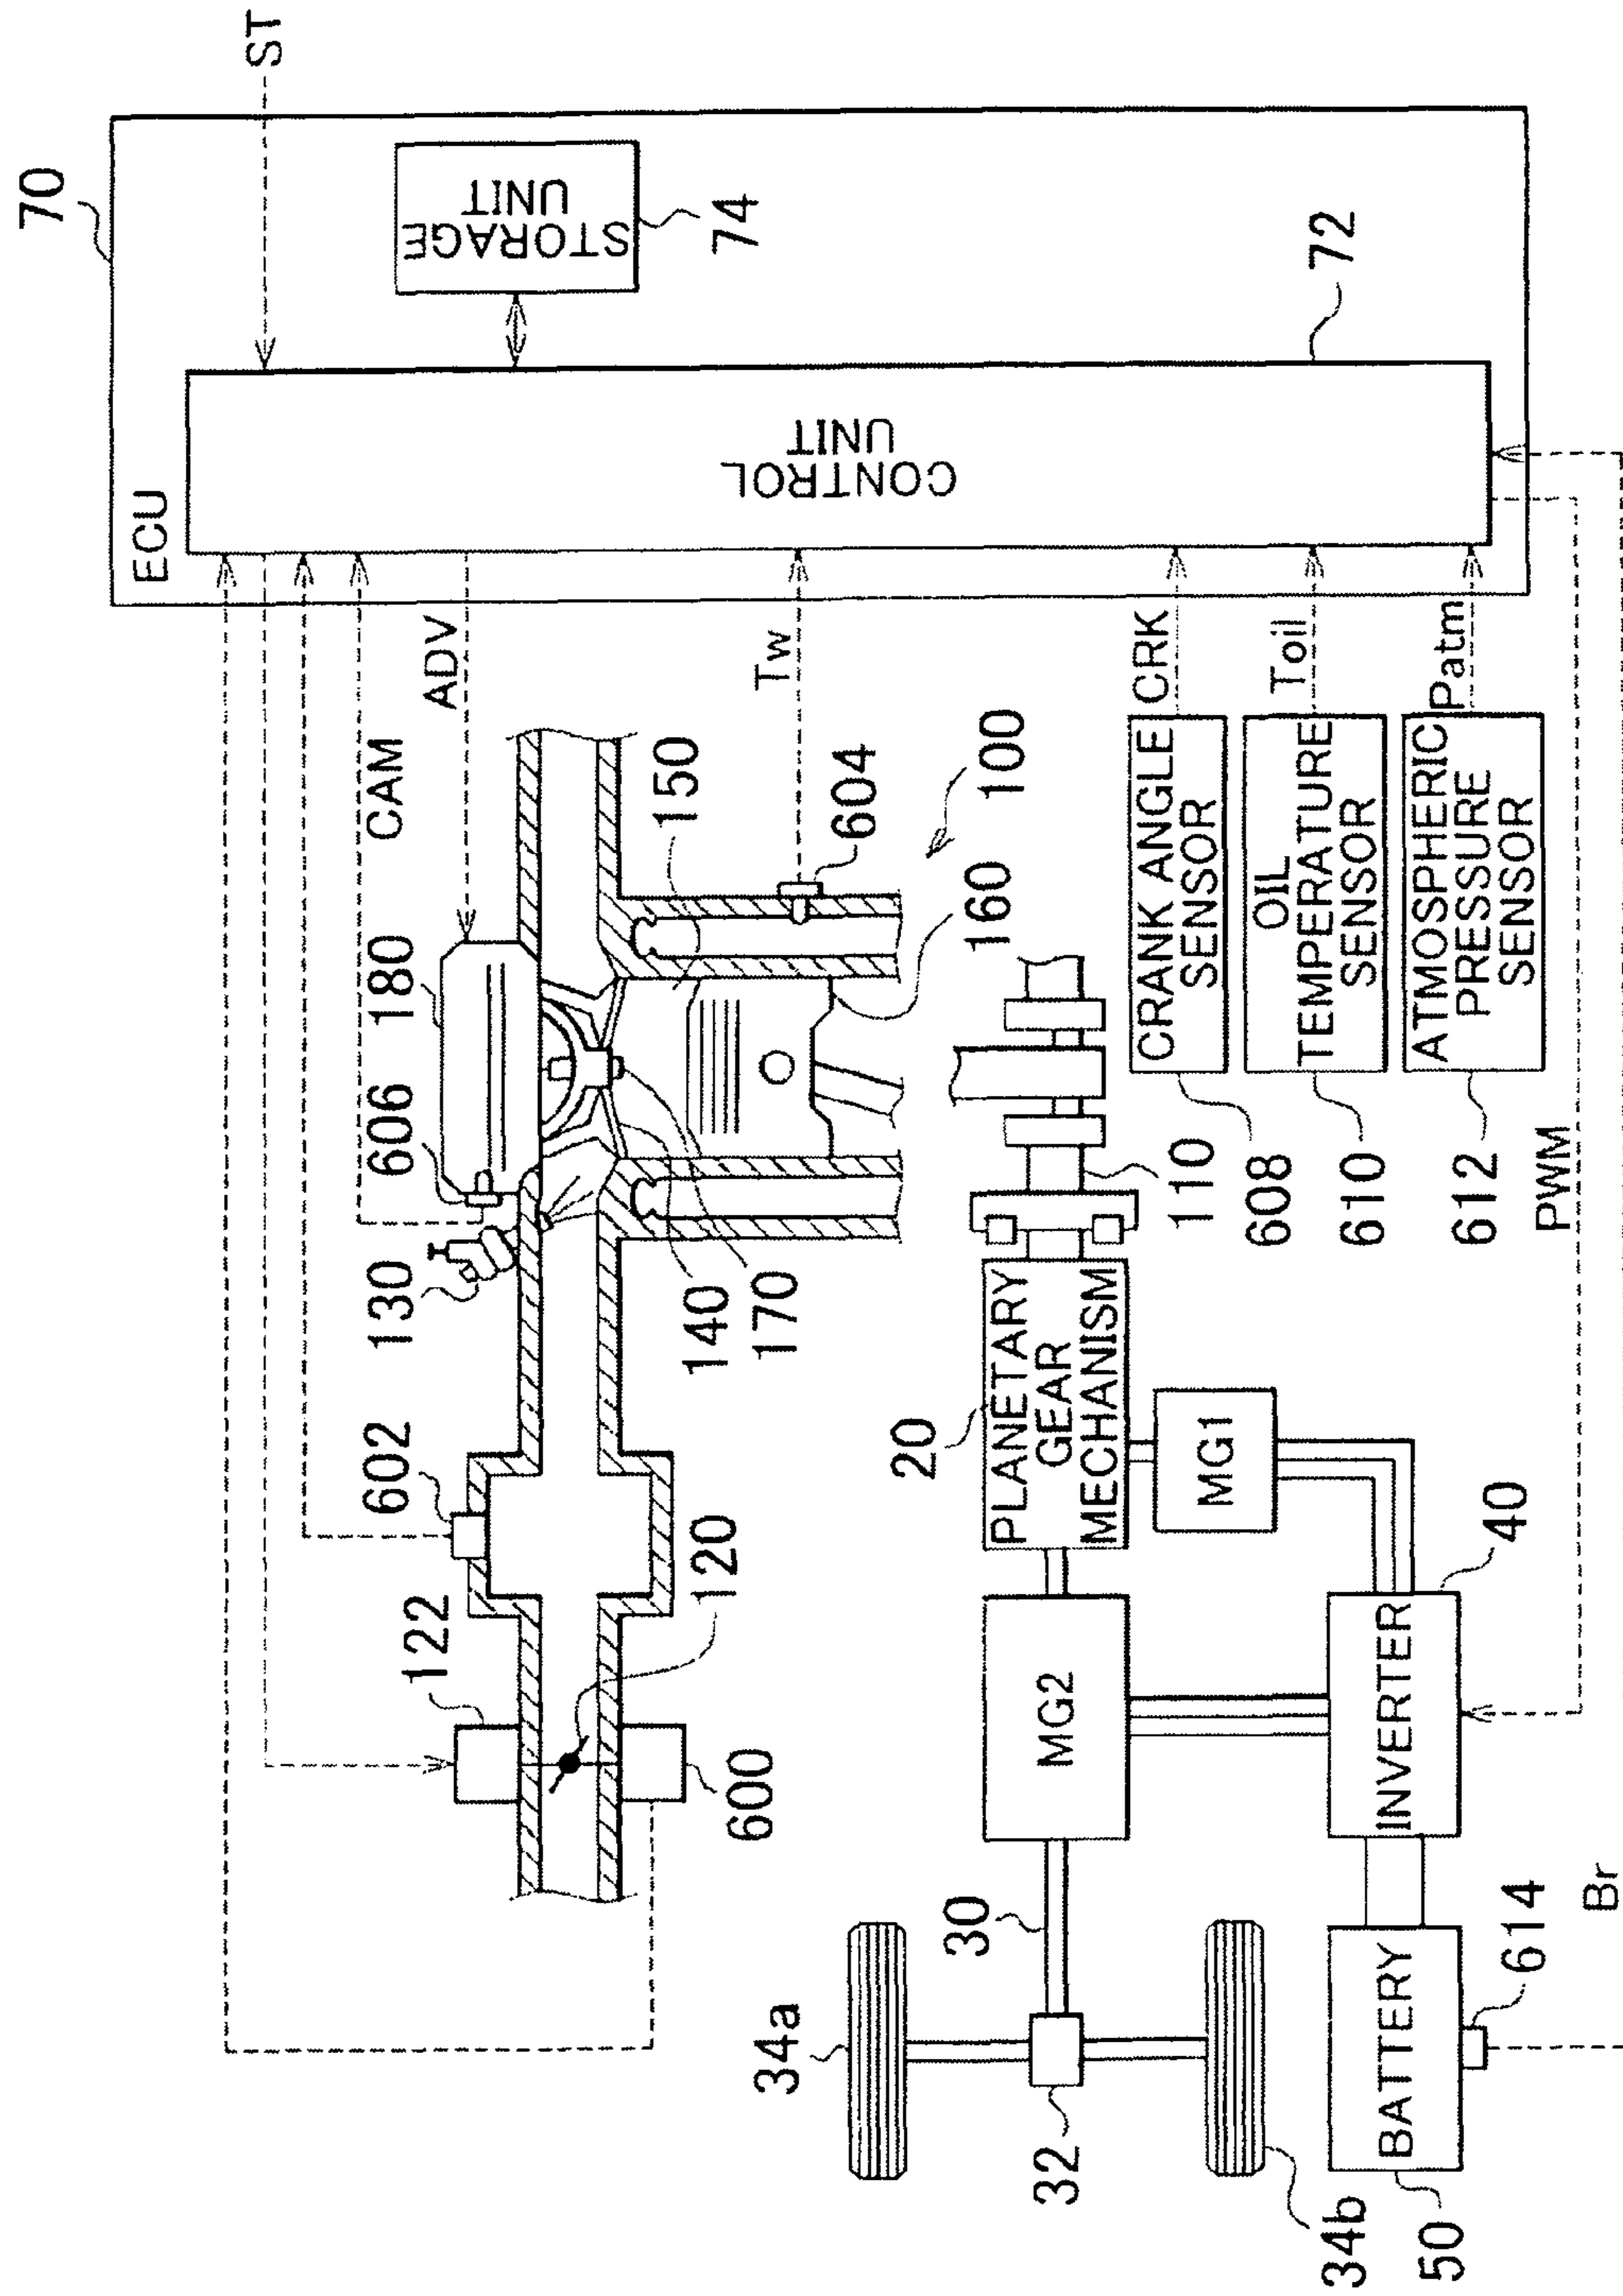 70
ST
ECU
STORAGE
UNIT
74
CONTROL
UNIT
72
CAM
ADV
Tw
CRK
Toil
Patm
122
602
130
606
180
150
604
100
160
120
600
140
170
110
20
PLANETARY
GEAR
MECHANISM
MG1
MG2
30
34a
32
34b
40
INVERTER
BATTERY
50
614
Br
PWM
CRANK ANGLE
SENSOR
608
OIL
TEMPERATURE
SENSOR
610
ATMOSPHERIC
PRESSURE
SENSOR
612